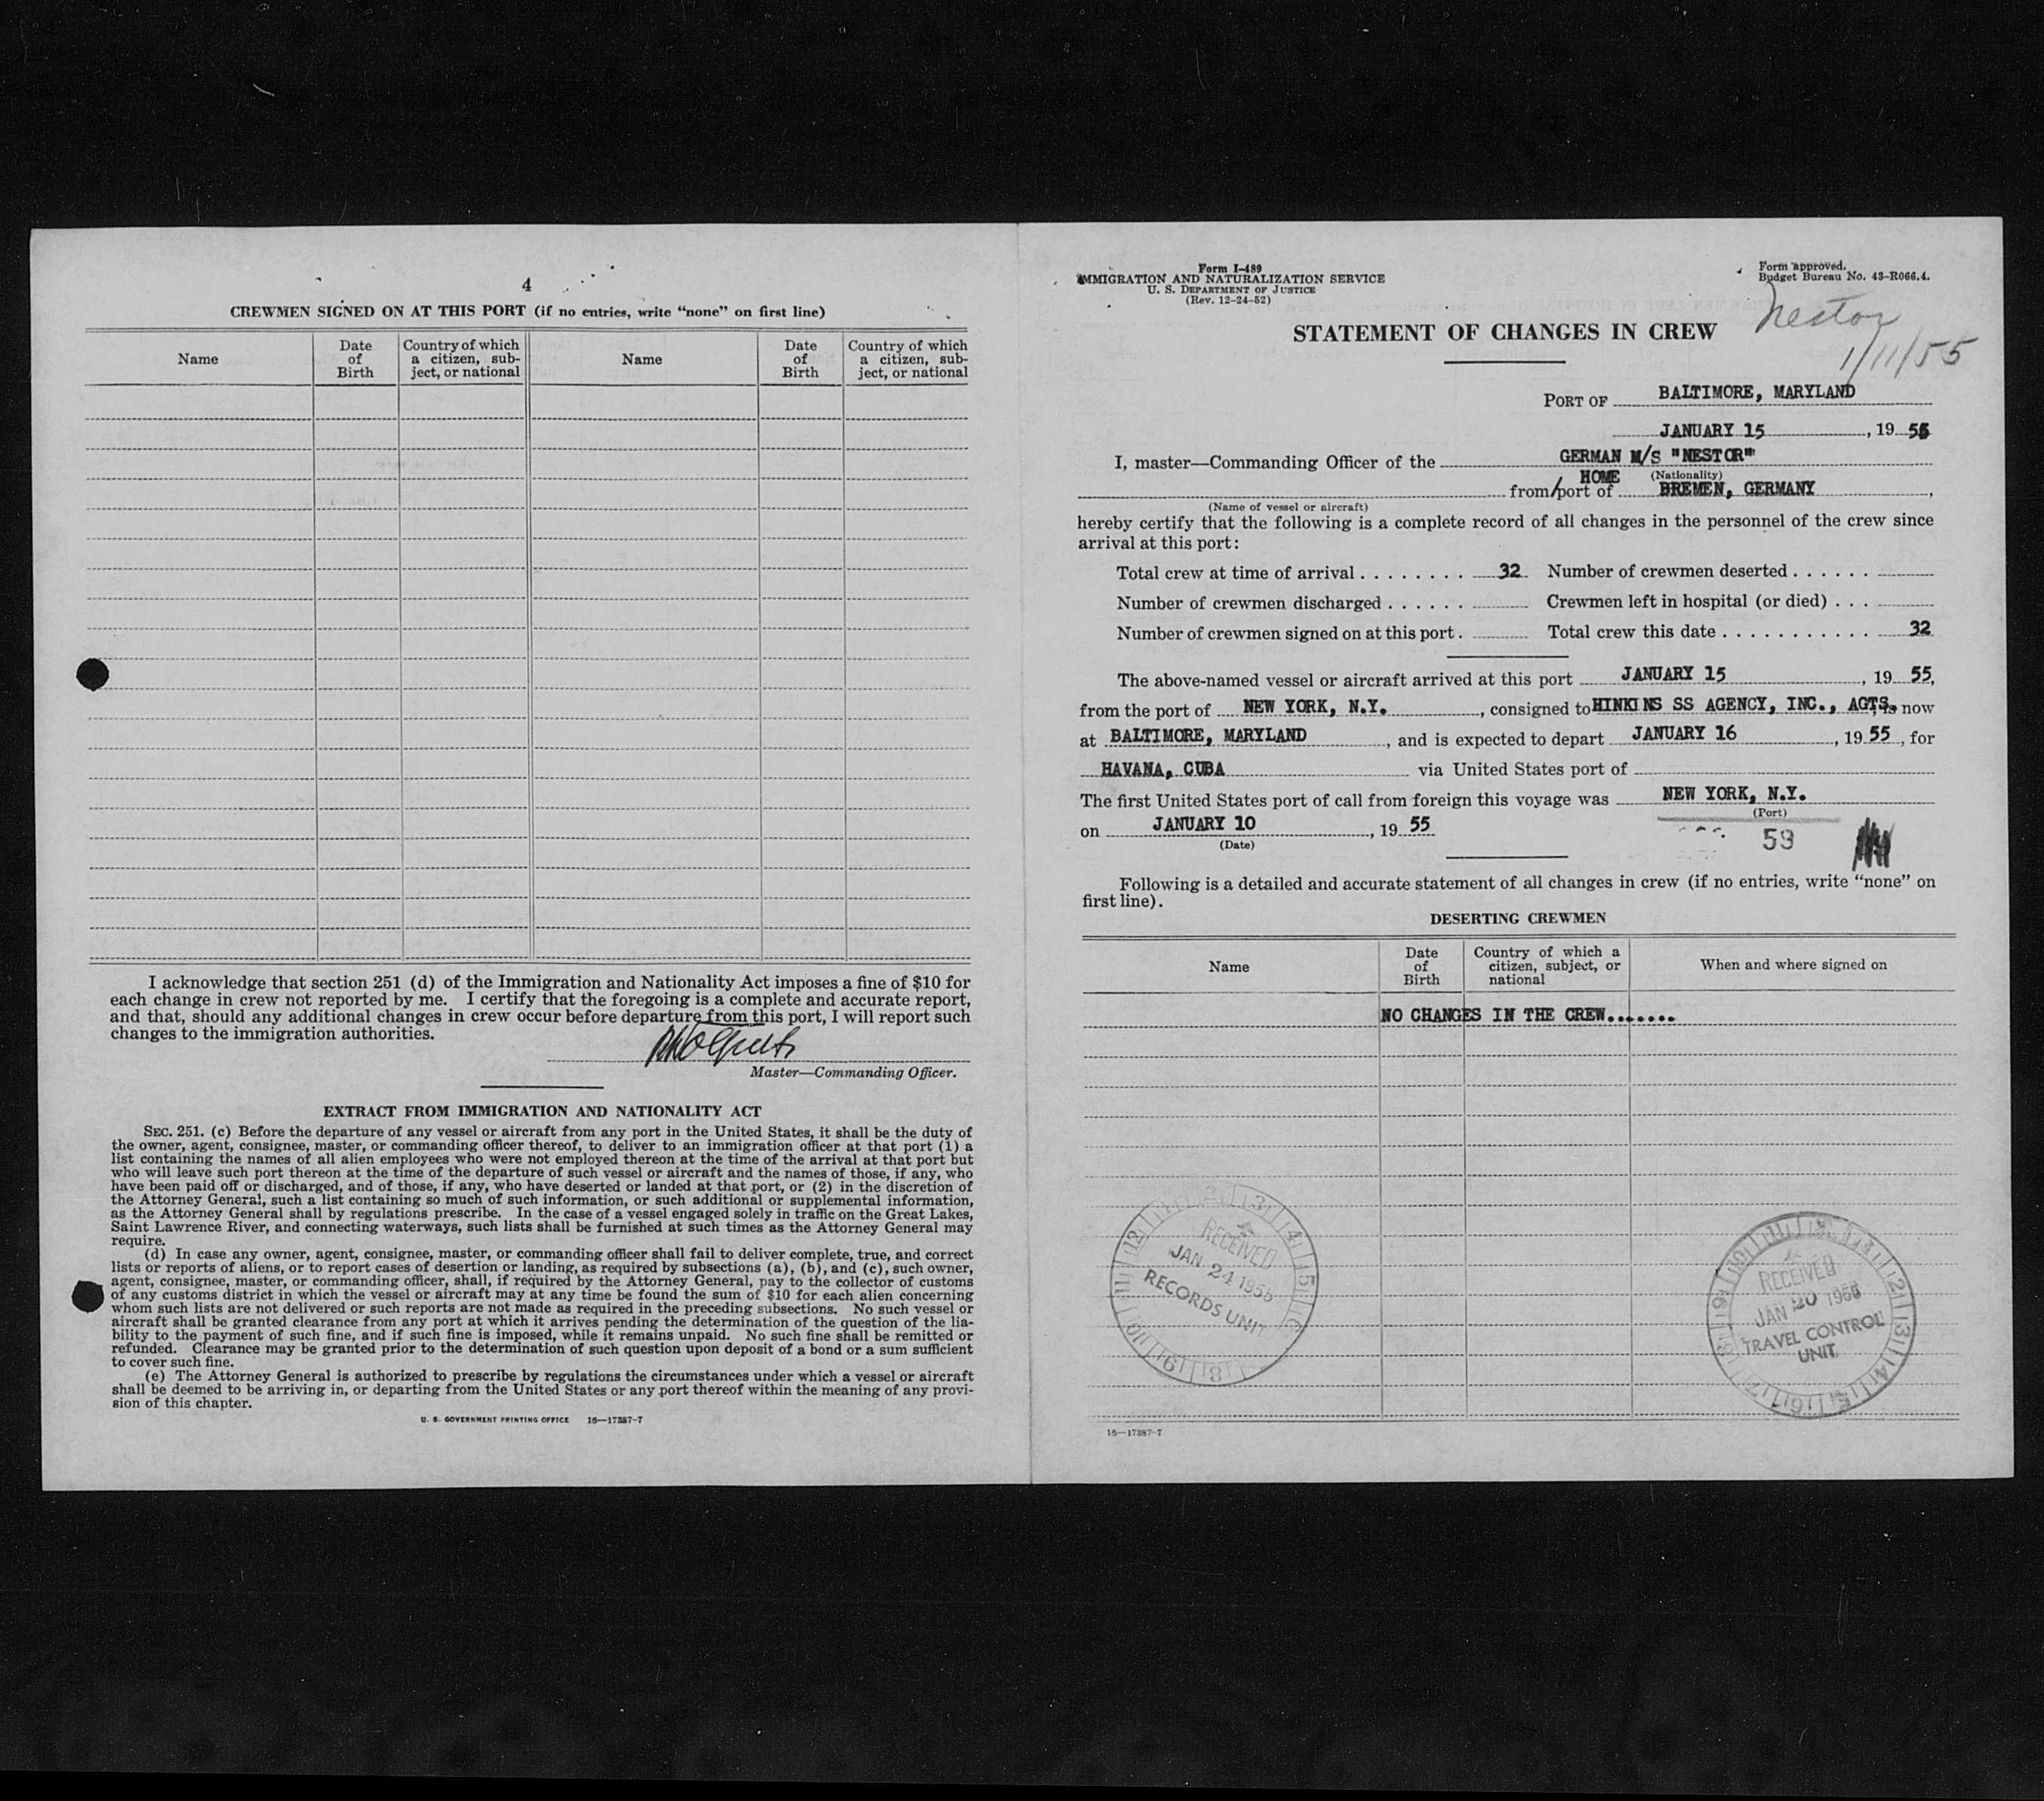 4
CREWMEN SIGNED ON AT THIS PORT (if no entries, write "none" on first line)
Name
Date of Birth
Country of which a citizen, sub-ject, or national
Name
Date of Birth
Country of which a citizen, sub-ject, or national
I acknowledge that section 251 (d) of the Immigration and Nationality Act imposes a fine of $10 for
each change in crew not reported by me. I certify that the foregoing is a complete and accurate report,
and that, should any additional changes in crew occur before departure from this port, I will report such
changes to the immigration authorities.
Master—Commanding Officer.
EXTRACT FROM IMMIGRATION AND NATIONALITY ACT
SEC. 251. (c) Before the departure of any vessel or aircraft from any port in the United States, it shall be the duty of
the owner, agent, consignee, master, or commanding officer thereof, to deliver to an immigration officer at that port (1) a
list containing the names of all alien employees who were not employed thereon at the time of the arrival at that port but
who will leave such port thereon at the time of the departure of such vessel or aircraft and the names of those, if any, who
have been paid off or discharged, and of those, if any, who have deserted or landed at that port, or (2) in the discretion of
the Attorney General, such a list containing so much of such information, or such additional or supplemental information,
as the Attorney General shall by regulations prescribe. In the case of a vessel engaged solely in traffic on the Great Lakes,
Saint Lawrence River, and connecting waterways, such lists shall be furnished at such times as the Attorney General may
require.
(d) In case any owner, agent, consignee, master, or commanding officer shall fail to deliver complete, true, and correct
lists or reports of aliens, or to report cases of desertion or landing, as required by subsections (a), (b), and (c), such owner,
agent, consignee, master, or commanding officer, shall, if required by the Attorney General, pay to the collector of customs
of any customs district in which the vessel or aircraft may at any time be found the sum of $10 for each alien concerning
whom such lists are not delivered or such reports are not made as required in the preceding subsections. No such vessel or
aircraft shall be granted clearance from any port at which it arrives pending the determination of the question of the lia-
bility to the payment of such fine, and if such fine is imposed, while it remains unpaid. No such fine shall be remitted or
refunded. Clearance may be granted prior to the determination of such question upon deposit of a bond or a sum sufficient
to cover such fine.
(e) The Attorney General is authorized to prescribe by regulations the circumstances under which a vessel or aircraft
shall be deemed to be arriving in, or departing from the United States or any port thereof within the meaning of any provi-
sion of this chapter.
U. S. GOVERNMENT PRINTING OFFICE 16—17387-7
Form I-489
IMMIGRATION AND NATURALIZATION SERVICE
U. S. DEPARTMENT OF JUSTICE
(Rev. 12-24-52)
Form approved.
Budget Bureau No. 43-R066.4.
Nestor
1/11/55
STATEMENT OF CHANGES IN CREW
PORT OF BALTIMORE, MARYLAND
JANUARY 15, 19 55
I, master—Commanding Officer of the GERMAN M/S "NESTOR"
(Nationality)
from/HOME port of BREMEN, GERMANY,
(Name of vessel or aircraft)
hereby certify that the following is a complete record of all changes in the personnel of the crew since
arrival at this port:
Total crew at time of arrival . . . . . . . . 32 Number of crewmen deserted . . . . . .
Number of crewmen discharged . . . . . . Crewmen left in hospital (or died) . . .
Number of crewmen signed on at this port . Total crew this date . . . . . . . . . . . 32
The above-named vessel or aircraft arrived at this port JANUARY 15, 19 55,
from the port of NEW YORK, N.Y., consigned to HINKINS SS AGENCY, INC., AGTS, is now
at BALTIMORE, MARYLAND, and is expected to depart JANUARY 16, 19 55, for
HAVANA, CUBA via United States port of
The first United States port of call from foreign this voyage was NEW YORK, N.Y.
(Port)
on JANUARY 10, 19 55
(Date)
59
Following is a detailed and accurate statement of all changes in crew (if no entries, write "none" on
first line).
DESERTING CREWMEN
Name
Date of Birth
Country of which a citizen, subject, or national
When and where signed on
NO CHANGES IN THE CREW.......
RECEIVED
JAN 24 1955
RECORDS UNIT
RECEIVED
JAN 20 1955
TRAVEL CONTROL
UNIT
16—17387-7